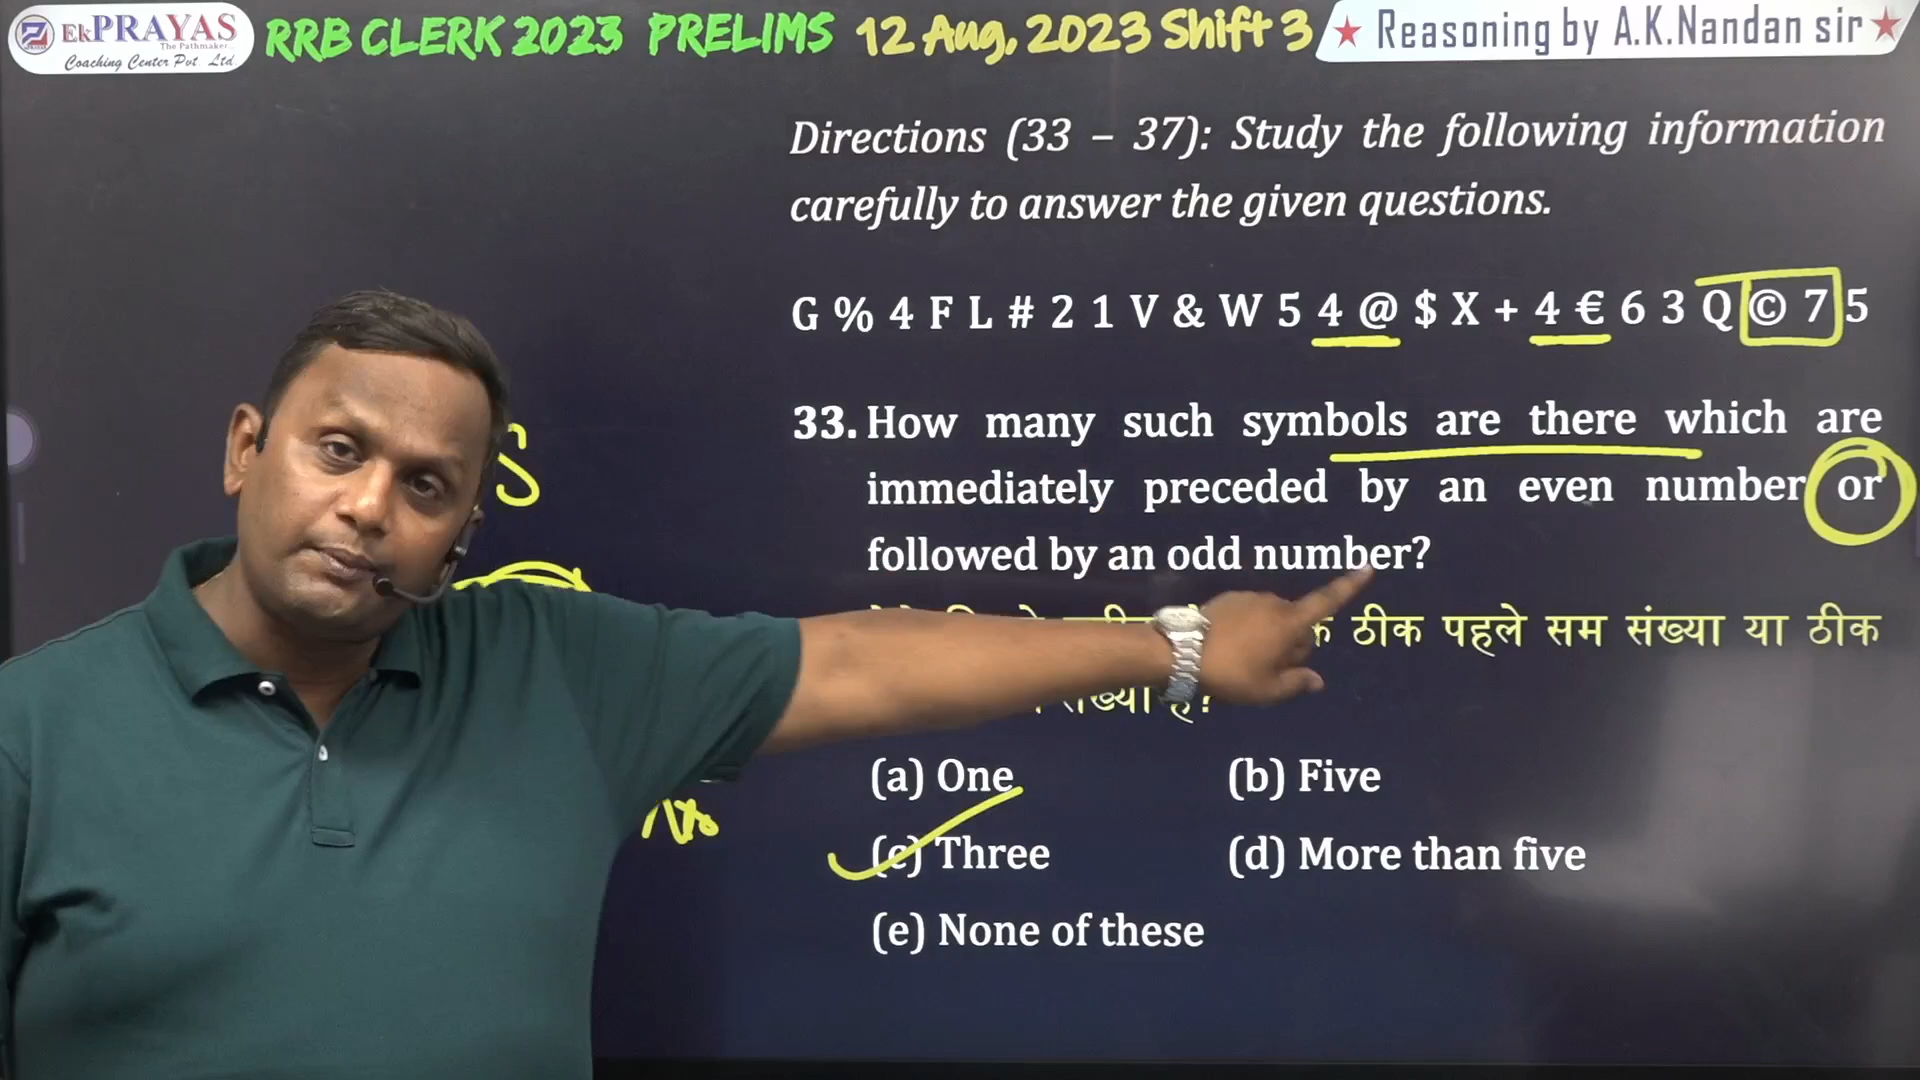 EKPRAYAS
The Pathmaker...
Coaching Center Pvt. Ltd.
RRB CLERK 2023 PRELIMS 12 Aug, 2023 Shift 3
★ Reasoning by A.K.Nandan sir ★
Directions (33 – 37): Study the following information
carefully to answer the given questions.
G % 4 F L # 2 1 V & W 5 4 @ $ X + 4 € 6 3 Q © 7 5
33. How many such symbols are there which are
immediately preceded by an even number or
followed by an odd number?
ठीक पहले सम संख्या या ठीक
है?
(a) One
(b) Five
(c) Three
(d) More than five
(e) None of these
S